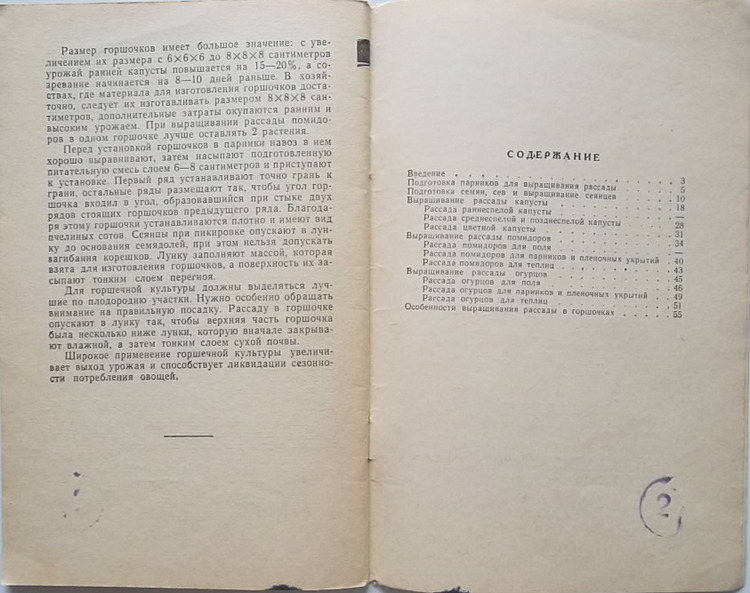 Размер горшочков имеет большое значение: с уве-
личением их размера с 6×6×6 до 8×8×8 сантиметров
урожай ранней капусты повышается на 15—20%, а со-
зревание начинается на 8—10 дней раньше. В хозяй-
ствах, где материала для изготовления горшочков доста-
точно, следует их изготавливать размером 8×8×8 сан-
тиметров, дополнительные затраты окупаются ранним и
высоким урожаем. При выращивании рассады помидо-
ров в одном горшочке лучше оставлять 2 растения.
Перед установкой горшочков в парники навоз в нем
хорошо выравнивают, затем насыпают подготовленную
питательную смесь слоем 6—8 сантиметров и приступают
к установке. Первый ряд устанавливают точно грань к
грани, остальные ряды размещают так, чтобы угол гор-
шочка входил в угол, образовавшийся при стыке двух
рядов стоящих горшочков предыдущего ряда. Благода-
ря этому горшочки устанавливаются плотно и имеют вид
пчелиных сотов. Сеянцы при пикировке опускают в лун-
ку до основания семядолей, при этом нельзя допускать
загибания корешков. Лунку заполняют массой, которая
взята для изготовления горшочков, а поверхность их за-
сыпают тонким слоем перегноя.
Для горшечной культуры должны выделяться луч-
шие по плодородию участки. Нужно особенно обращать
внимание на правильную посадку. Рассаду в горшочке
опускают в лунку так, чтобы верхняя часть горшочка
была несколько ниже лунки, которую вначале закрыва-
ют влажной, а затем тонким слоем сухой почвы.
Широкое применение горшечной культуры увеличи-
вает выход урожая и способствует ликвидации сезонно-
сти потребления овощей,
СОДЕРЖАНИЕ
Введение 3
Подготовка парников для выращивания рассады 5
Подготовка семян, сев и выращивание сеянцев 10
Выращивание рассады капусты 18
Рассада раннеспелой капусты —
Рассада среднеспелой и позднеспелой капусты 28
Рассада цветной капусты 31
Выращивание рассады помидоров 34
Рассада помидоров для поля —
Рассада помидоров для парников и пленочных укрытий 40
Рассада помидоров для теплиц 43
Выращивание рассады огурцов 45
Рассада огурцов для поля 46
Рассада огурцов для парников и пленочных укрытий 49
Рассада огурцов для теплиц 51
Особенности выращивания рассады в горшочках 55
2